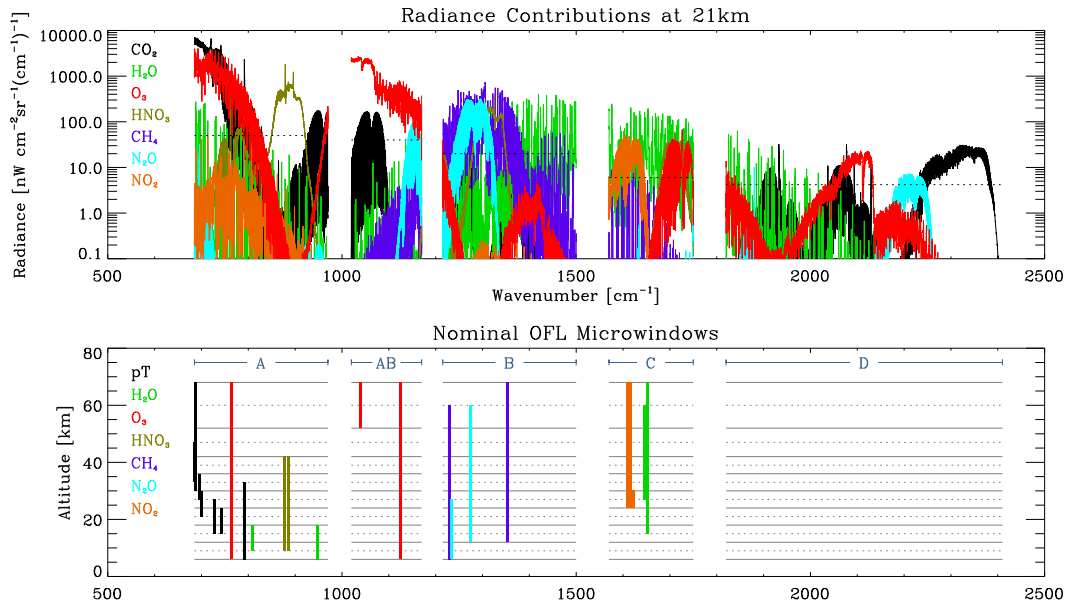 Radiance Contributions at 21km
Radiance [nW cm⁻²sr⁻¹(cm⁻¹)⁻¹]
10000.0
1000.0
100.0
10.0
1.0
0.1
CO₂
H₂O
O₃
HNO₃
CH₄
N₂O
NO₂
500 1000 1500 2000 2500
Wavenumber [cm⁻¹]
Nominal OFL Microwindows
Altitude [km]
80
60
40
20
0
A AB B C D
pT
H₂O
O₃
HNO₃
CH₄
N₂O
NO₂
500 1000 1500 2000 2500